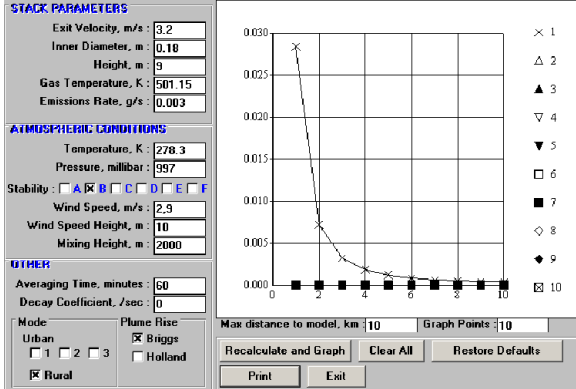 STACK PARAMETERS
Exit Velocity, m/s : 3.2
Inner Diameter, m : 0.18
Height, m : 9
Gas Temperature, K : 501.15
Emissions Rate, g/s : 0.003
ATMOSPHERIC CONDITIONS
Temperature, K : 278.3
Pressure, millibar : 997
Stability : A B C D E F
Wind Speed, m/s : 2,9
Wind Speed Height, m : 10
Mixing Height, m : 2000
OTHER
Averaging Time, minutes : 60
Decay Coefficient, /sec : 0
Mode
Urban
1 2 3
Rural
Plume Rise
Briggs
Holland
0.030
0.025
0.020
0.015
0.010
0.005
0.000
0 2 4 6 8 10
1
2
3
4
5
6
7
8
9
10
Max distance to model, km : 10 Graph Points : 10
Recalculate and Graph Clear All Restore Defaults
Print Exit